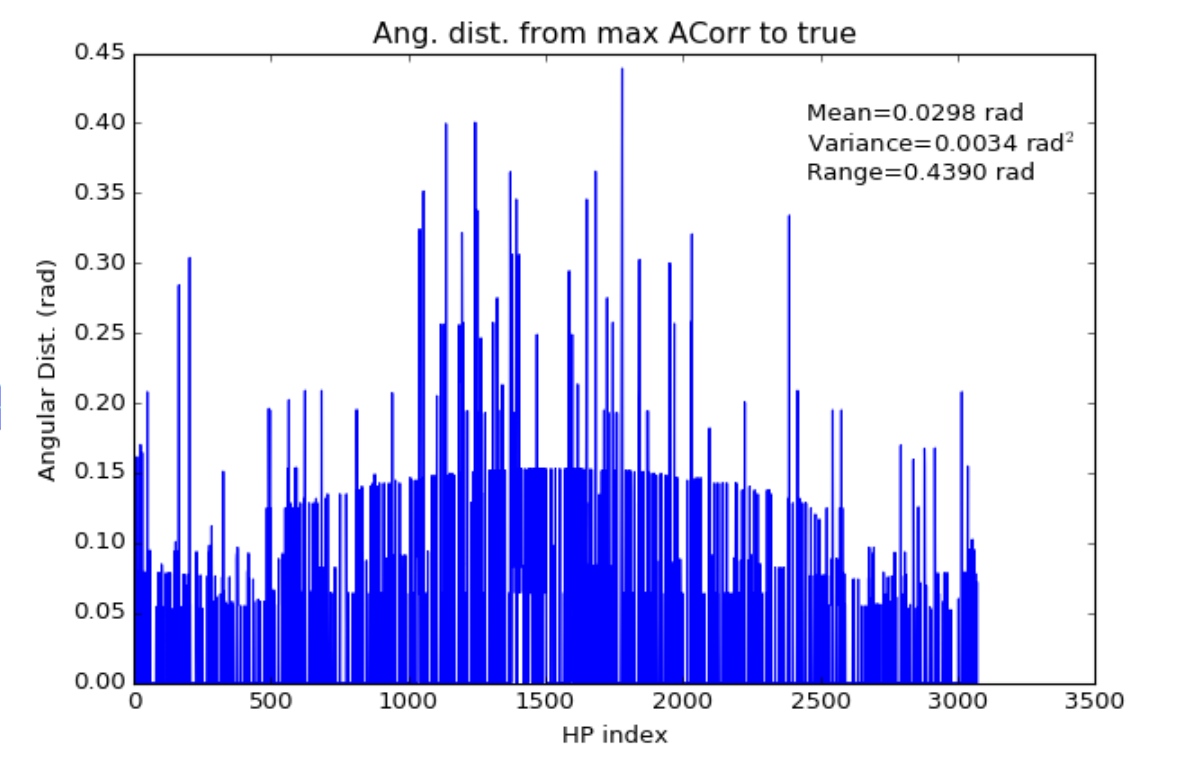 Ang. dist. from max ACorr to true
0.45
0.40
0.35
0.30
0.25
0.20
0.15
0.10
0.05
0.00
Angular Dist. (rad)
Mean=0.0298 rad
Variance=0.0034 rad²
Range=0.4390 rad
0 500 1000 1500 2000 2500 3000 3500
HP index